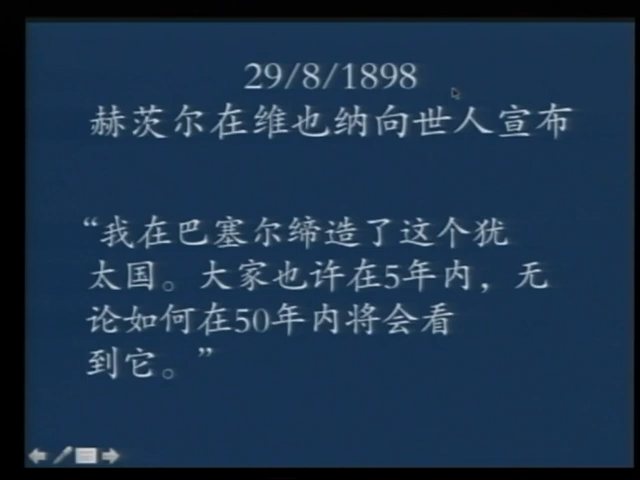 29/8/1898
赫茨尔在维也纳向世人宣布
“我在巴塞尔缔造了这个犹
太国。大家也许在5年内，无
论如何在50年内将会看
到它。”